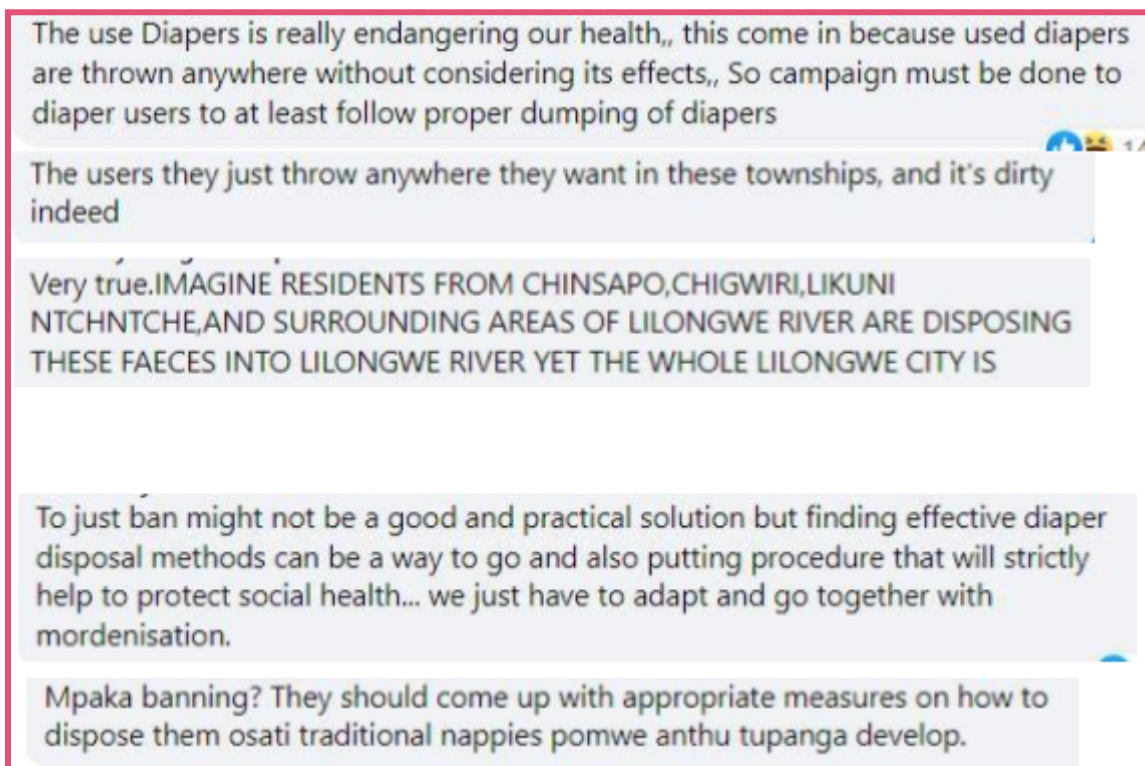 The use Diapers is really endangering our health,, this come in because used diapers
are thrown anywhere without considering its effects,, So campaign must be done to
diaper users to at least follow proper dumping of diapers
14
The users they just throw anywhere they want in these townships, and it's dirty
indeed
Very true.IMAGINE RESIDENTS FROM CHINSAPO,CHIGWIRI,LIKUNI
NTCHNTCHE,AND SURROUNDING AREAS OF LILONGWE RIVER ARE DISPOSING
THESE FAECES INTO LILONGWE RIVER YET THE WHOLE LILONGWE CITY IS
To just ban might not be a good and practical solution but finding effective diaper
disposal methods can be a way to go and also putting procedure that will strictly
help to protect social health... we just have to adapt and go together with
mordenisation.
Mpaka banning? They should come up with appropriate measures on how to
dispose them osati traditional nappies pomwe anthu tupanga develop.